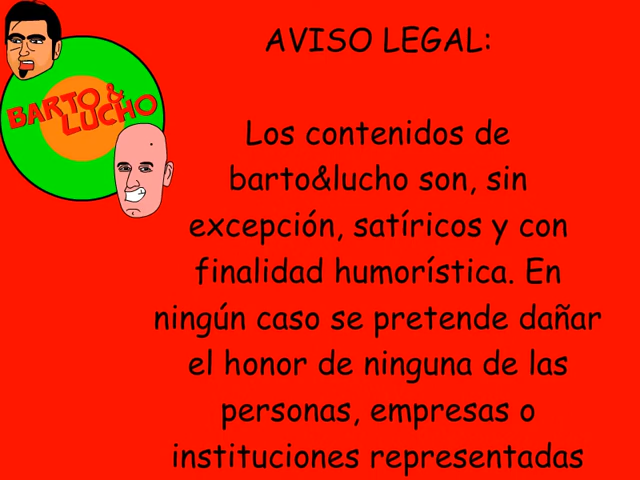 BARTO &
LUCHO
AVISO LEGAL:
Los contenidos de
barto&lucho son, sin
excepción, satíricos y con
finalidad humorística. En
ningún caso se pretende dañar
el honor de ninguna de las
personas, empresas o
instituciones representadas